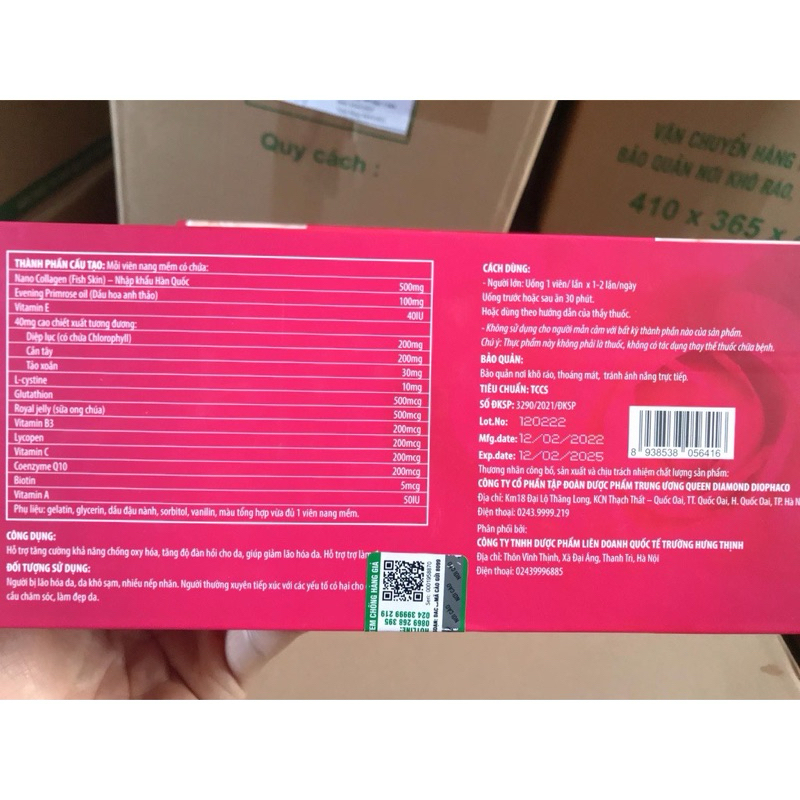 Quy cách :
VẬN CHUYỂN HÀNG
BẢO QUẢN NƠI KHÔ RÁO,
410 x 365 x
THÀNH PHẦN CẤU TẠO: Mỗi viên nang mềm có chứa:
Nano Collagen (Fish Skin) – Nhập khẩu Hàn Quốc 500mg
Evening Primrose oil (Dầu hoa anh thảo) 100mg
Vitamin E 40IU
40mg cao chiết xuất tương đương:
Diệp lục (có chứa Chlorophyll) 200mg
Cần tây 200mg
Tảo xoắn 30mg
L-cystine 10mg
Glutathion 500mcg
Royal jelly (sữa ong chúa) 500mcg
Vitamin B3 200mcg
Lycopen 200mcg
Vitamin C 200mcg
Coenzyme Q10 200mcg
Biotin 5mcg
Vitamin A 50IU
Phụ liệu: gelatin, glycerin, dầu đậu nành, sorbitol, vanilin, màu tổng hợp vừa đủ 1 viên nang mềm.
CÔNG DỤNG:
Hỗ trợ tăng cường khả năng chống oxy hóa, tăng độ đàn hồi cho da, giúp giảm lão hóa da. Hỗ trợ trợ làm
ĐỐI TƯỢNG SỬ DỤNG:
Người bị lão hóa da, da khô sạm, nhiều nếp nhăn. Người thường xuyên tiếp xúc với các yếu tố có hại cho
cầu chăm sóc, làm đẹp da.
CÁCH DÙNG:
- Người lớn: Uống 1 viên/ lần x 1-2 lần/ngày
Uống trước hoặc sau ăn 30 phút.
Hoặc dùng theo hướng dẫn của thầy thuốc.
- Không sử dụng cho người mẫn cảm với bất kỳ thành phần nào của sản phẩm.
Chú ý: Thực phẩm này không phải là thuốc, không có tác dụng thay thế thuốc chữa bệnh.
BẢO QUẢN:
Bảo quản nơi khô ráo, thoáng mát, tránh ánh nắng trực tiếp.
TIÊU CHUẨN: TCCS
SỐ ĐKSP: 3290/2021/ĐKSP
Lot.No: 120222
Mfg.date: 12/02/2022
Exp.date: 12/02/2025
8 938538 056416
Thương nhân công bố, sản xuất và chịu trách nhiệm chất lượng sản phẩm:
CÔNG TY CỔ PHẦN TẬP ĐOÀN DƯỢC PHẨM TRUNG ƯƠNG QUEEN DIAMOND DIOPHACO
Địa chỉ: Km18 Đại Lộ Thăng Long, KCN Thạch Thất – Quốc Oai, TT. Quốc Oai, H. Quốc Oai, TP. Hà N
Điện thoại: 0243.9999.219
Phân phối bởi:
CÔNG TY TNHH DƯỢC PHẨM LIÊN DOANH QUỐC TẾ TRƯỜNG HƯNG THỊNH
Địa chỉ: Thôn Vĩnh Thịnh, Xã Đại Áng, Thanh Trì, Hà Nội
Điện thoại: 02439996885
TEM CHỐNG HÀNG GIẢ
Seri: 0001958870
HOTLINE:
0869 268 395
024 39999 219